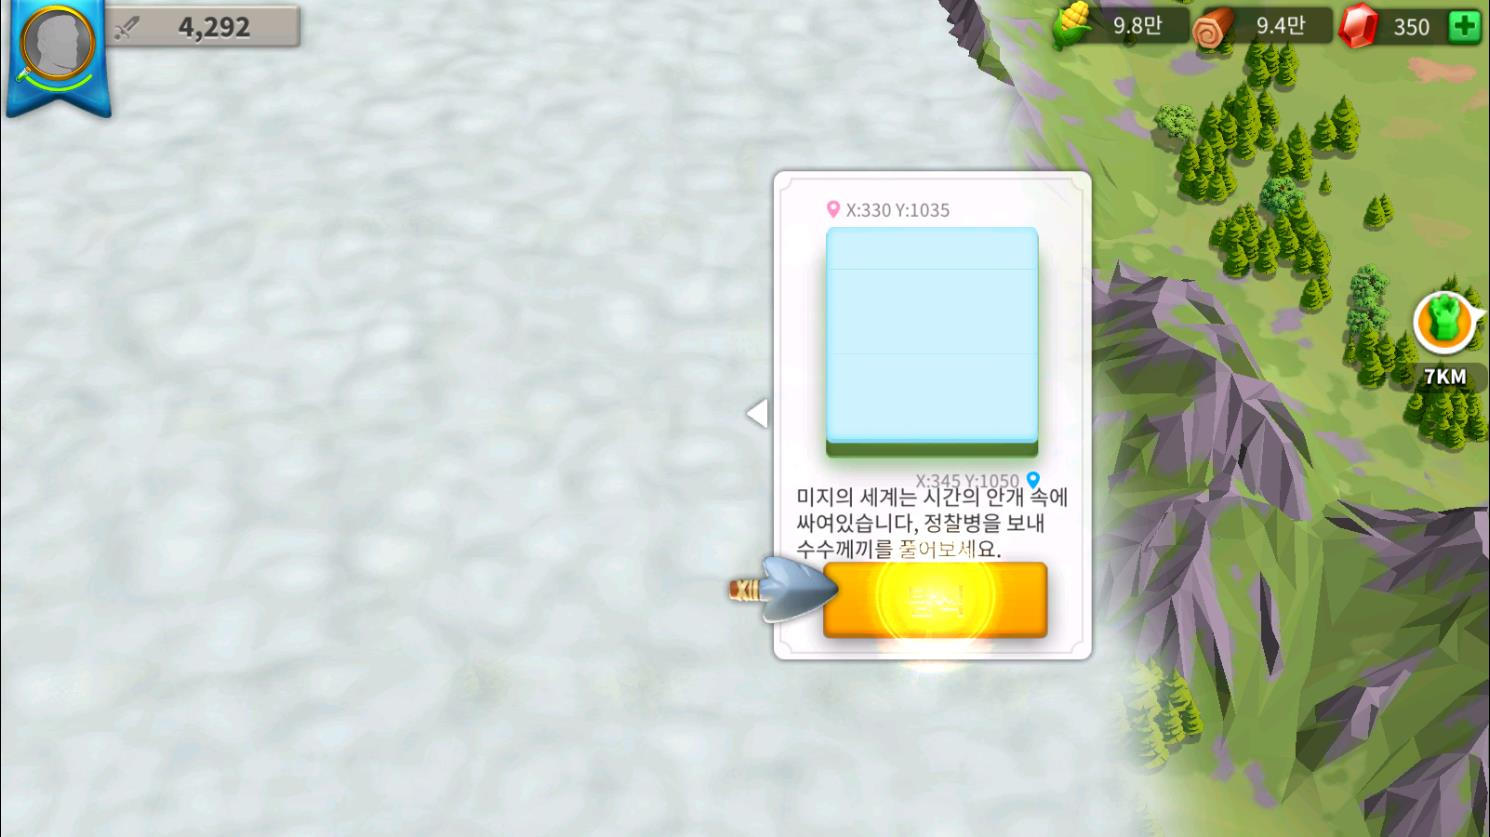 4,292
9.8만
9.4만
350
X:330 Y:1035
X:345 Y:1050
미지의 세계는 시간의 안개 속에
싸여있습니다, 정찰병을 보내
수수께끼를 풀어보세요.
7KM